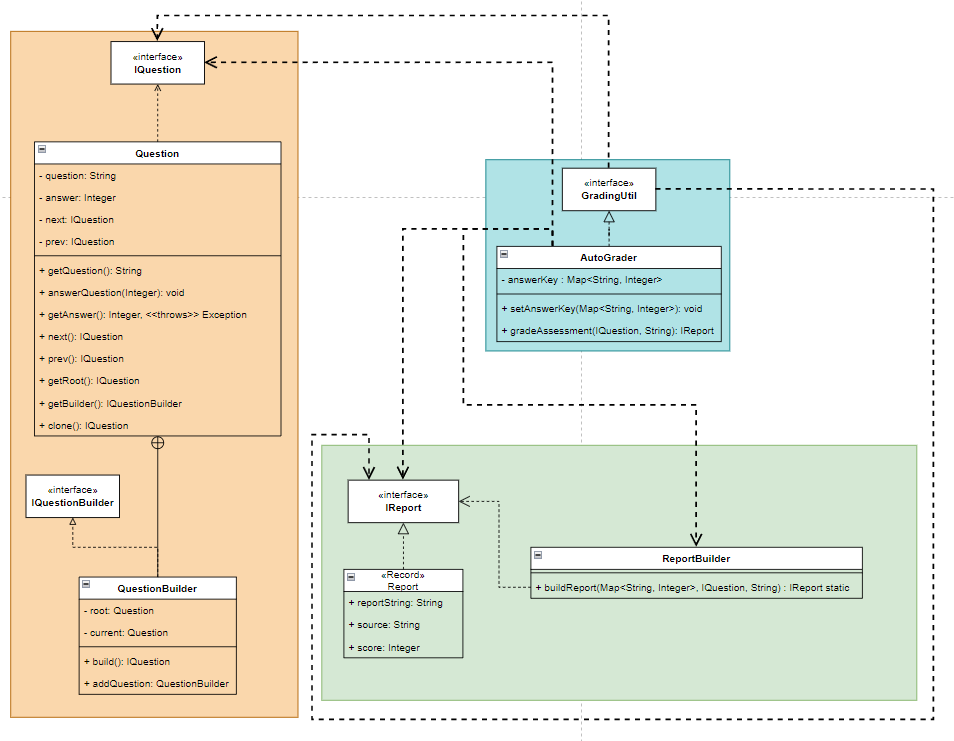 «interface»
IQuestion
Question
- question: String
- answer: Integer
- next: IQuestion
- prev: IQuestion
+ getQuestion(): String
+ answerQuestion(Integer): void
+ getAnswer(): Integer, <<throws>> Exception
+ next(): IQuestion
+ prev(): IQuestion
+ getRoot(): IQuestion
+ getBuilder(): IQuestionBuilder
+ clone(): IQuestion
«interface»
IQuestionBuilder
QuestionBuilder
- root: Question
- current: Question
+ build(): IQuestion
+ addQuestion: QuestionBuilder
«interface»
GradingUtil
AutoGrader
- answerKey : Map<String, Integer>
+ setAnswerKey(Map<String, Integer>): void
+ gradeAssessment(IQuestion, String): IReport
«interface»
IReport
«Record»
Report
+ reportString: String
+ source: String
+ score: Integer
ReportBuilder
+ buildReport(Map<String, Integer>, IQuestion, String) : IReport static